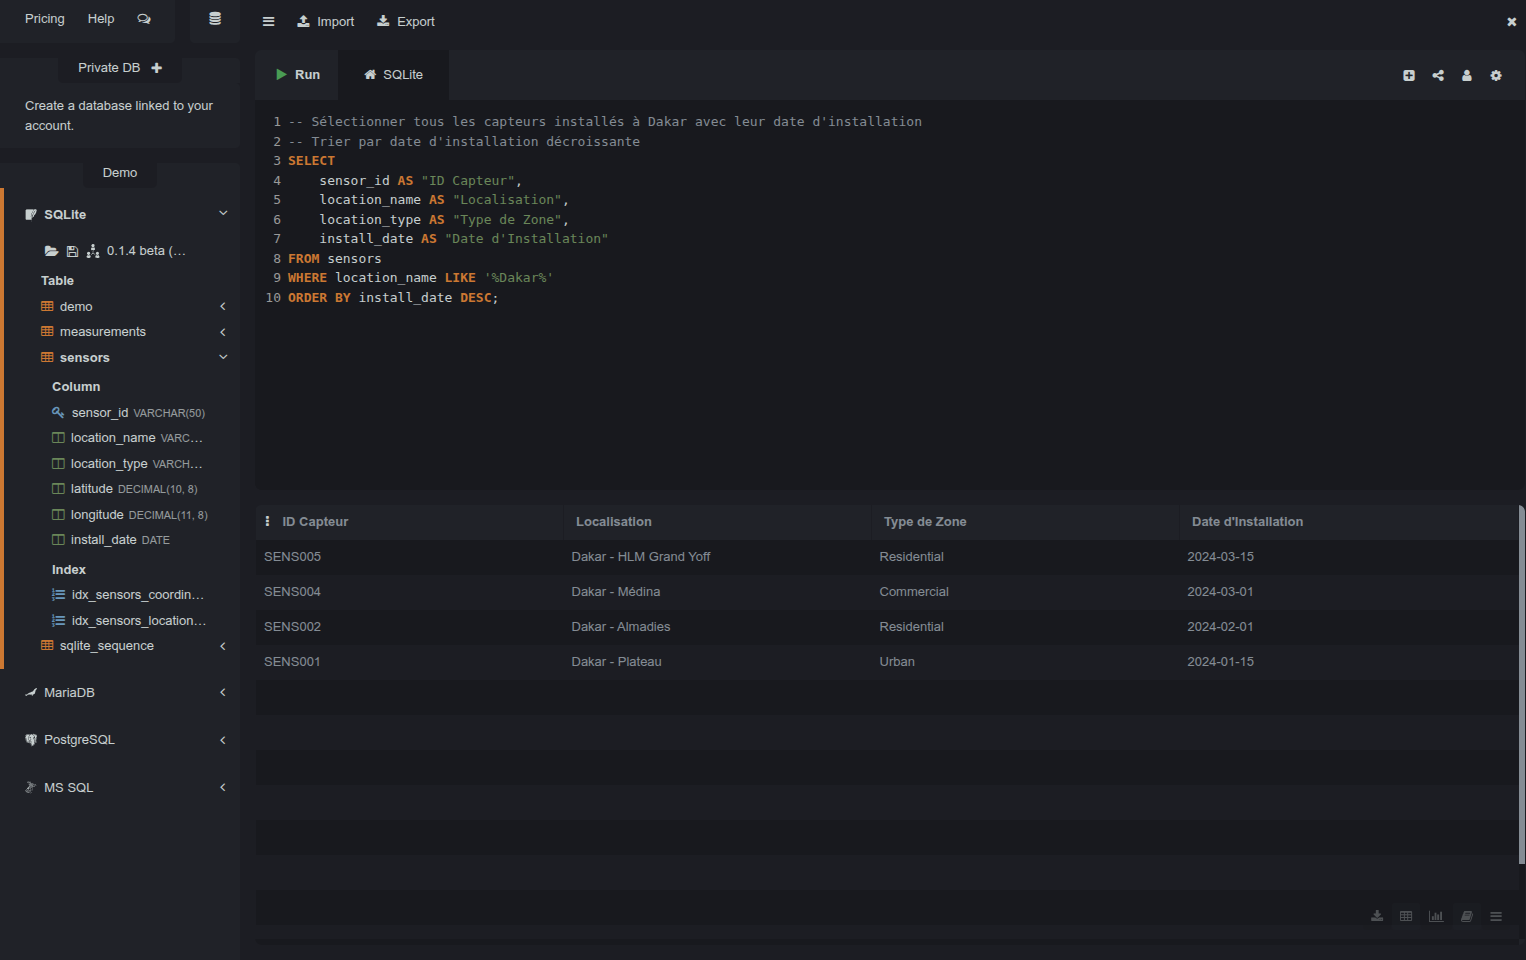 Pricing Help
Private DB
Create a database linked to your
account.
Demo
SQLite
0.1.4 beta (…
Table
demo
measurements
sensors
Column
sensor_id VARCHAR(50)
location_name VARC…
location_type VARCH…
latitude DECIMAL(10, 8)
longitude DECIMAL(11, 8)
install_date DATE
Index
idx_sensors_coordin…
idx_sensors_location…
sqlite_sequence
MariaDB
PostgreSQL
MS SQL
Import Export
Run SQLite
1 -- Sélectionner tous les capteurs installés à Dakar avec leur date d'installation
2 -- Trier par date d'installation décroissante
3 SELECT
4 sensor_id AS "ID Capteur",
5 location_name AS "Localisation",
6 location_type AS "Type de Zone",
7 install_date AS "Date d'Installation"
8 FROM sensors
9 WHERE location_name LIKE '%Dakar%'
10 ORDER BY install_date DESC;
ID Capteur Localisation Type de Zone Date d'Installation
SENS005 Dakar - HLM Grand Yoff Residential 2024-03-15
SENS004 Dakar - Médina Commercial 2024-03-01
SENS002 Dakar - Almadies Residential 2024-02-01
SENS001 Dakar - Plateau Urban 2024-01-15